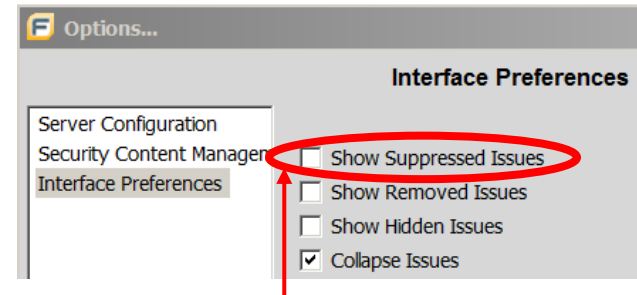 Options...
Interface Preferences
Server Configuration
Security Content Manager
Interface Preferences
Show Suppressed Issues
Show Removed Issues
Show Hidden Issues
Collapse Issues